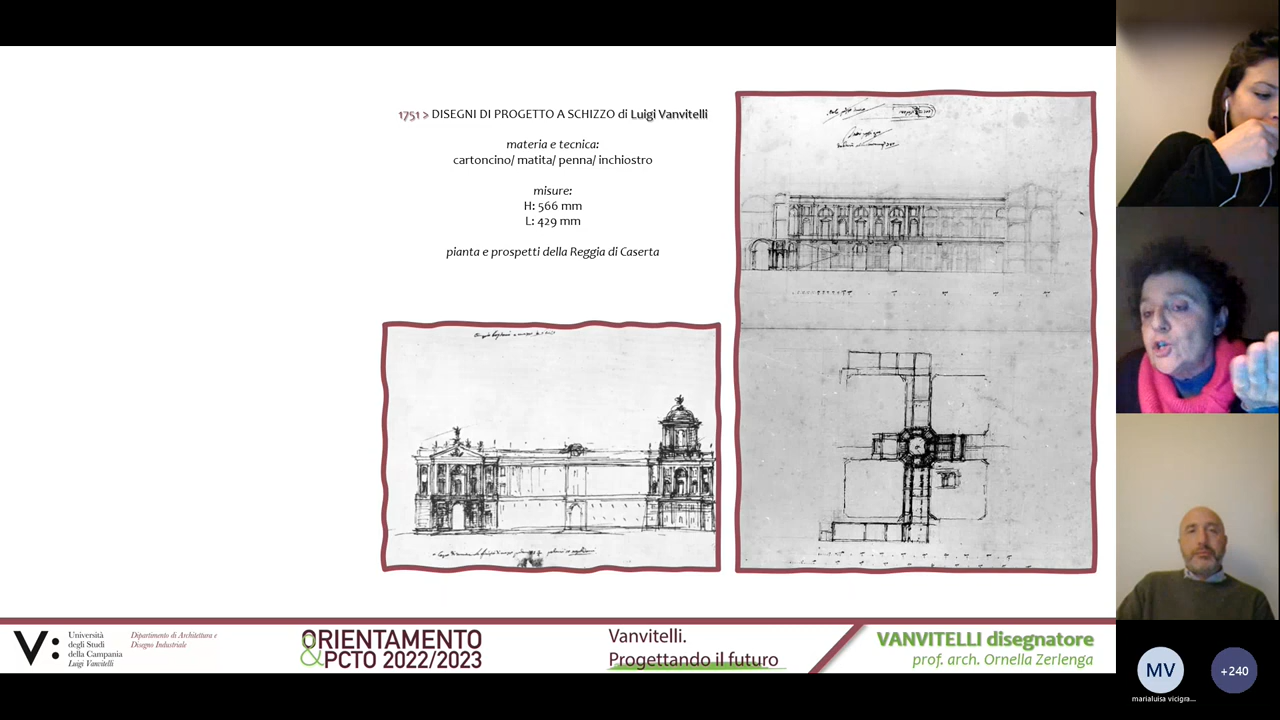 1751 > DISEGNI DI PROGETTO A SCHIZZO di Luigi Vanvitelli
materia e tecnica:
cartoncino/ matita/ penna/ inchiostro
misure:
H: 566 mm
L: 429 mm
pianta e prospetti della Reggia di Caserta
V:
Università
degli Studi
della Campania
Luigi Vanvitelli
Dipartimento di Architettura e
Disegno Industriale
ORIENTAMENTO
&PCTO 2022/2023
Vanvitelli.
Progettando il futuro
VANVITELLI disegnatore
prof. arch. Ornella Zerlenga
MV
marialuisa vicigra...
+240